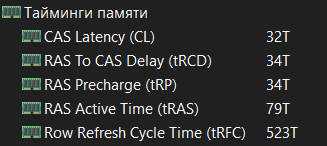 Тайминги памяти
CAS Latency (CL) 32T
RAS To CAS Delay (tRCD) 34T
RAS Precharge (tRP) 34T
RAS Active Time (tRAS) 79T
Row Refresh Cycle Time (tRFC) 523T